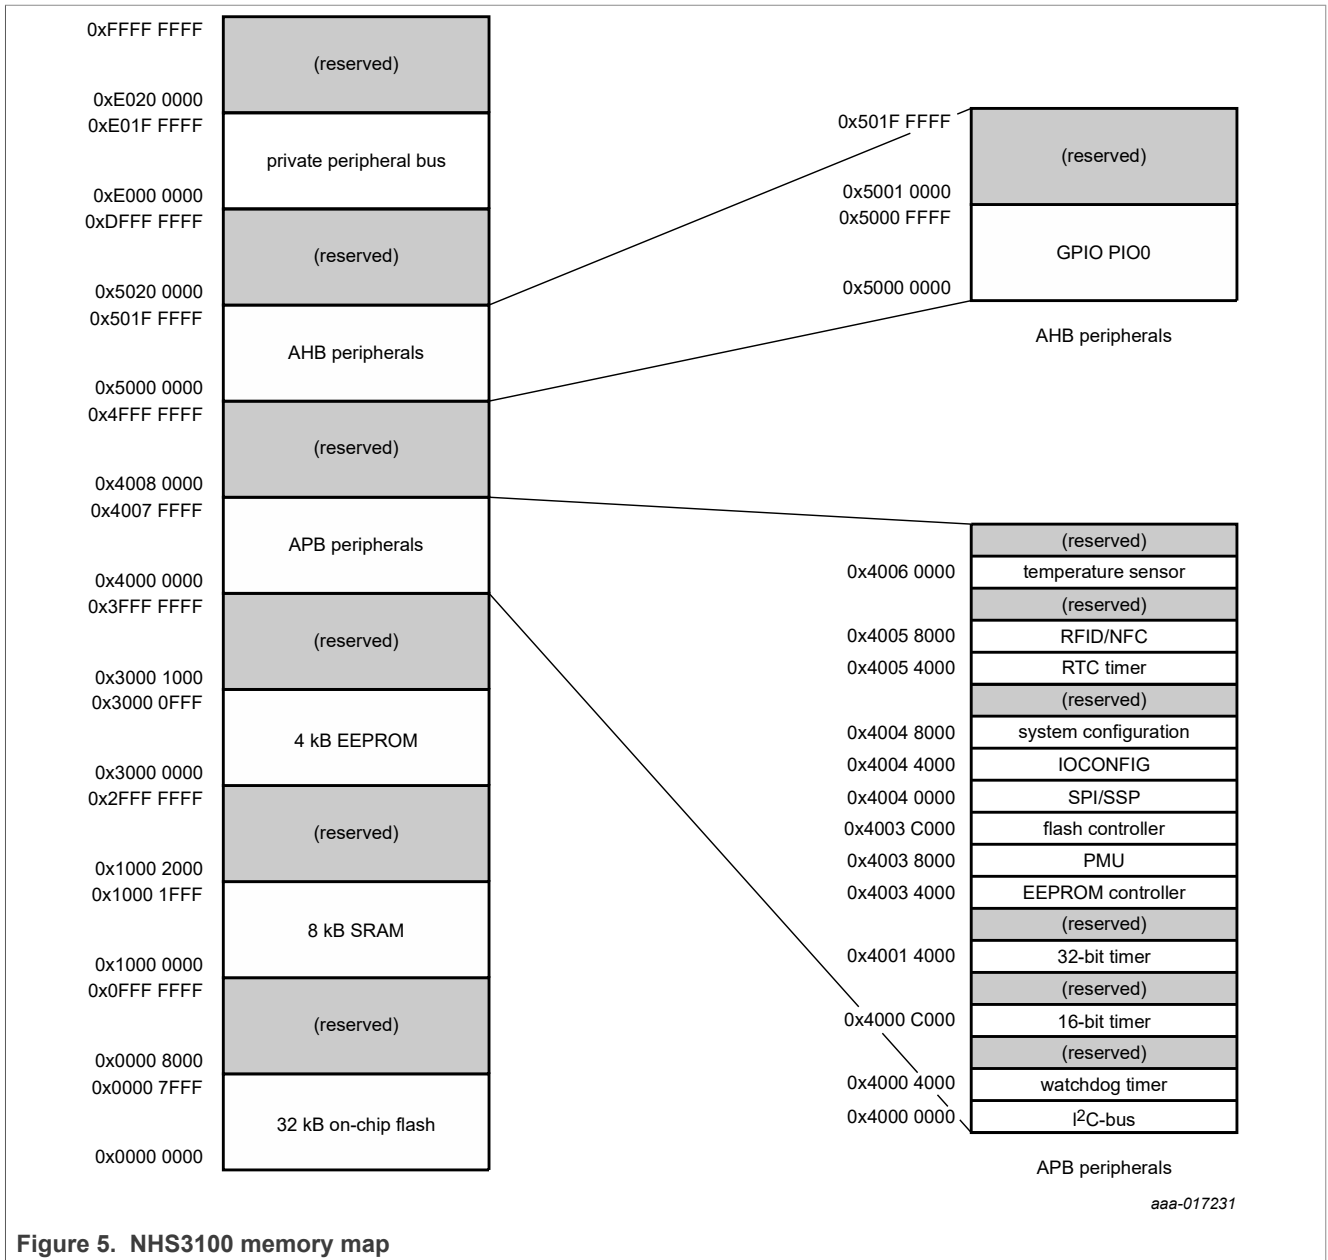 0xFFFF FFFF
(reserved)
0xE020 0000
0xE01F FFFF
private peripheral bus
0xE000 0000
0xDFFF FFFF
(reserved)
0x5020 0000
0x501F FFFF
AHB peripherals
0x5000 0000
0x4FFF FFFF
(reserved)
0x4008 0000
0x4007 FFFF
APB peripherals
0x4000 0000
0x3FFF FFFF
(reserved)
0x3000 1000
0x3000 0FFF
4 kB EEPROM
0x3000 0000
0x2FFF FFFF
(reserved)
0x1000 2000
0x1000 1FFF
8 kB SRAM
0x1000 0000
0x0FFF FFFF
(reserved)
0x0000 8000
0x0000 7FFF
32 kB on-chip flash
0x0000 0000
0x501F FFFF
(reserved)
0x5001 0000
0x5000 FFFF
GPIO PIO0
0x5000 0000
AHB peripherals
(reserved)
0x4006 0000 temperature sensor
(reserved)
0x4005 8000 RFID/NFC
0x4005 4000 RTC timer
(reserved)
0x4004 8000 system configuration
0x4004 4000 IOCONFIG
0x4004 0000 SPI/SSP
0x4003 C000 flash controller
0x4003 8000 PMU
0x4003 4000 EEPROM controller
(reserved)
0x4001 4000 32-bit timer
(reserved)
0x4000 C000 16-bit timer
(reserved)
0x4000 4000 watchdog timer
0x4000 0000 I²C-bus
APB peripherals
aaa-017231
Figure 5. NHS3100 memory map